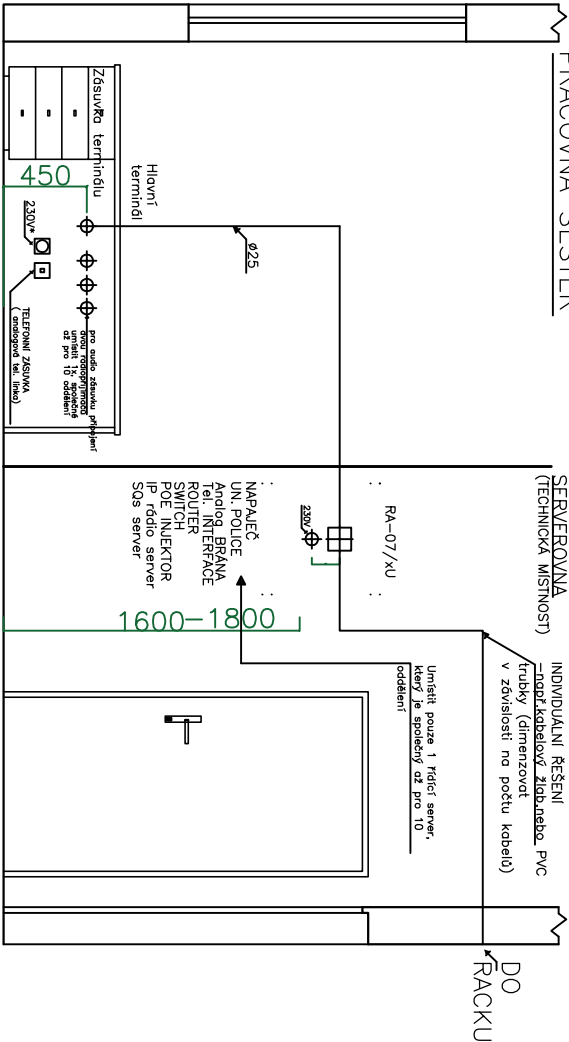 PRACOVNA SESTER
SERVEROVNA
(TECHNICKÁ MÍSTNOST)
INDIVIDUÁLNÍ ŘEŠENÍ
–např.kabelový žlab,nebo PVC
trubky (dimenzovat
v závislosti na počtu kabelů)
DO
RACKU
Ø25
RA–07/xU
:
:
230V
Umístit pouze 1 řídící server,
který je společný až pro 10
oddělení
NAPAJEČ
UN. POLICE
Analog BRÁNA
Tel. INTERFACE
ROUTER
SWITCH
POE INJEKTOR
IP rádio server
SQs server
:
:
1600–1800
Hlavní
terminál
Zásuvka terminálu
450
230V*
pro audio zásuvku připojení
dvou rádiopřijímačů
umístit 1x, společné
až pro 10 oddělení
TELEFONNÍ ZÁSUVKA
( analogová tel. linka)